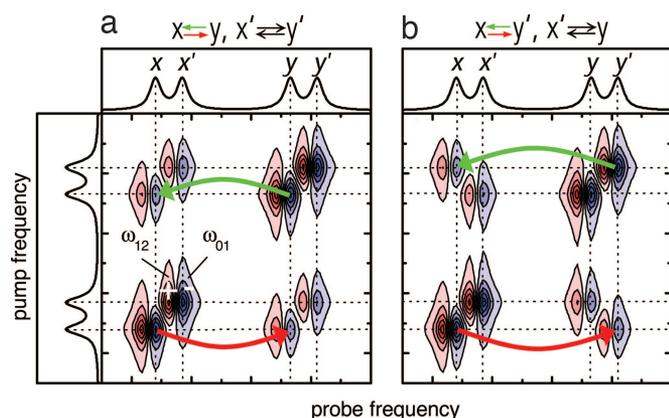 a
x⇄y, x′⇄y′
b
x⇄y′, x′⇄y
x x′ y y′
x x′ y y′
ω12 ω01
pump frequency
probe frequency